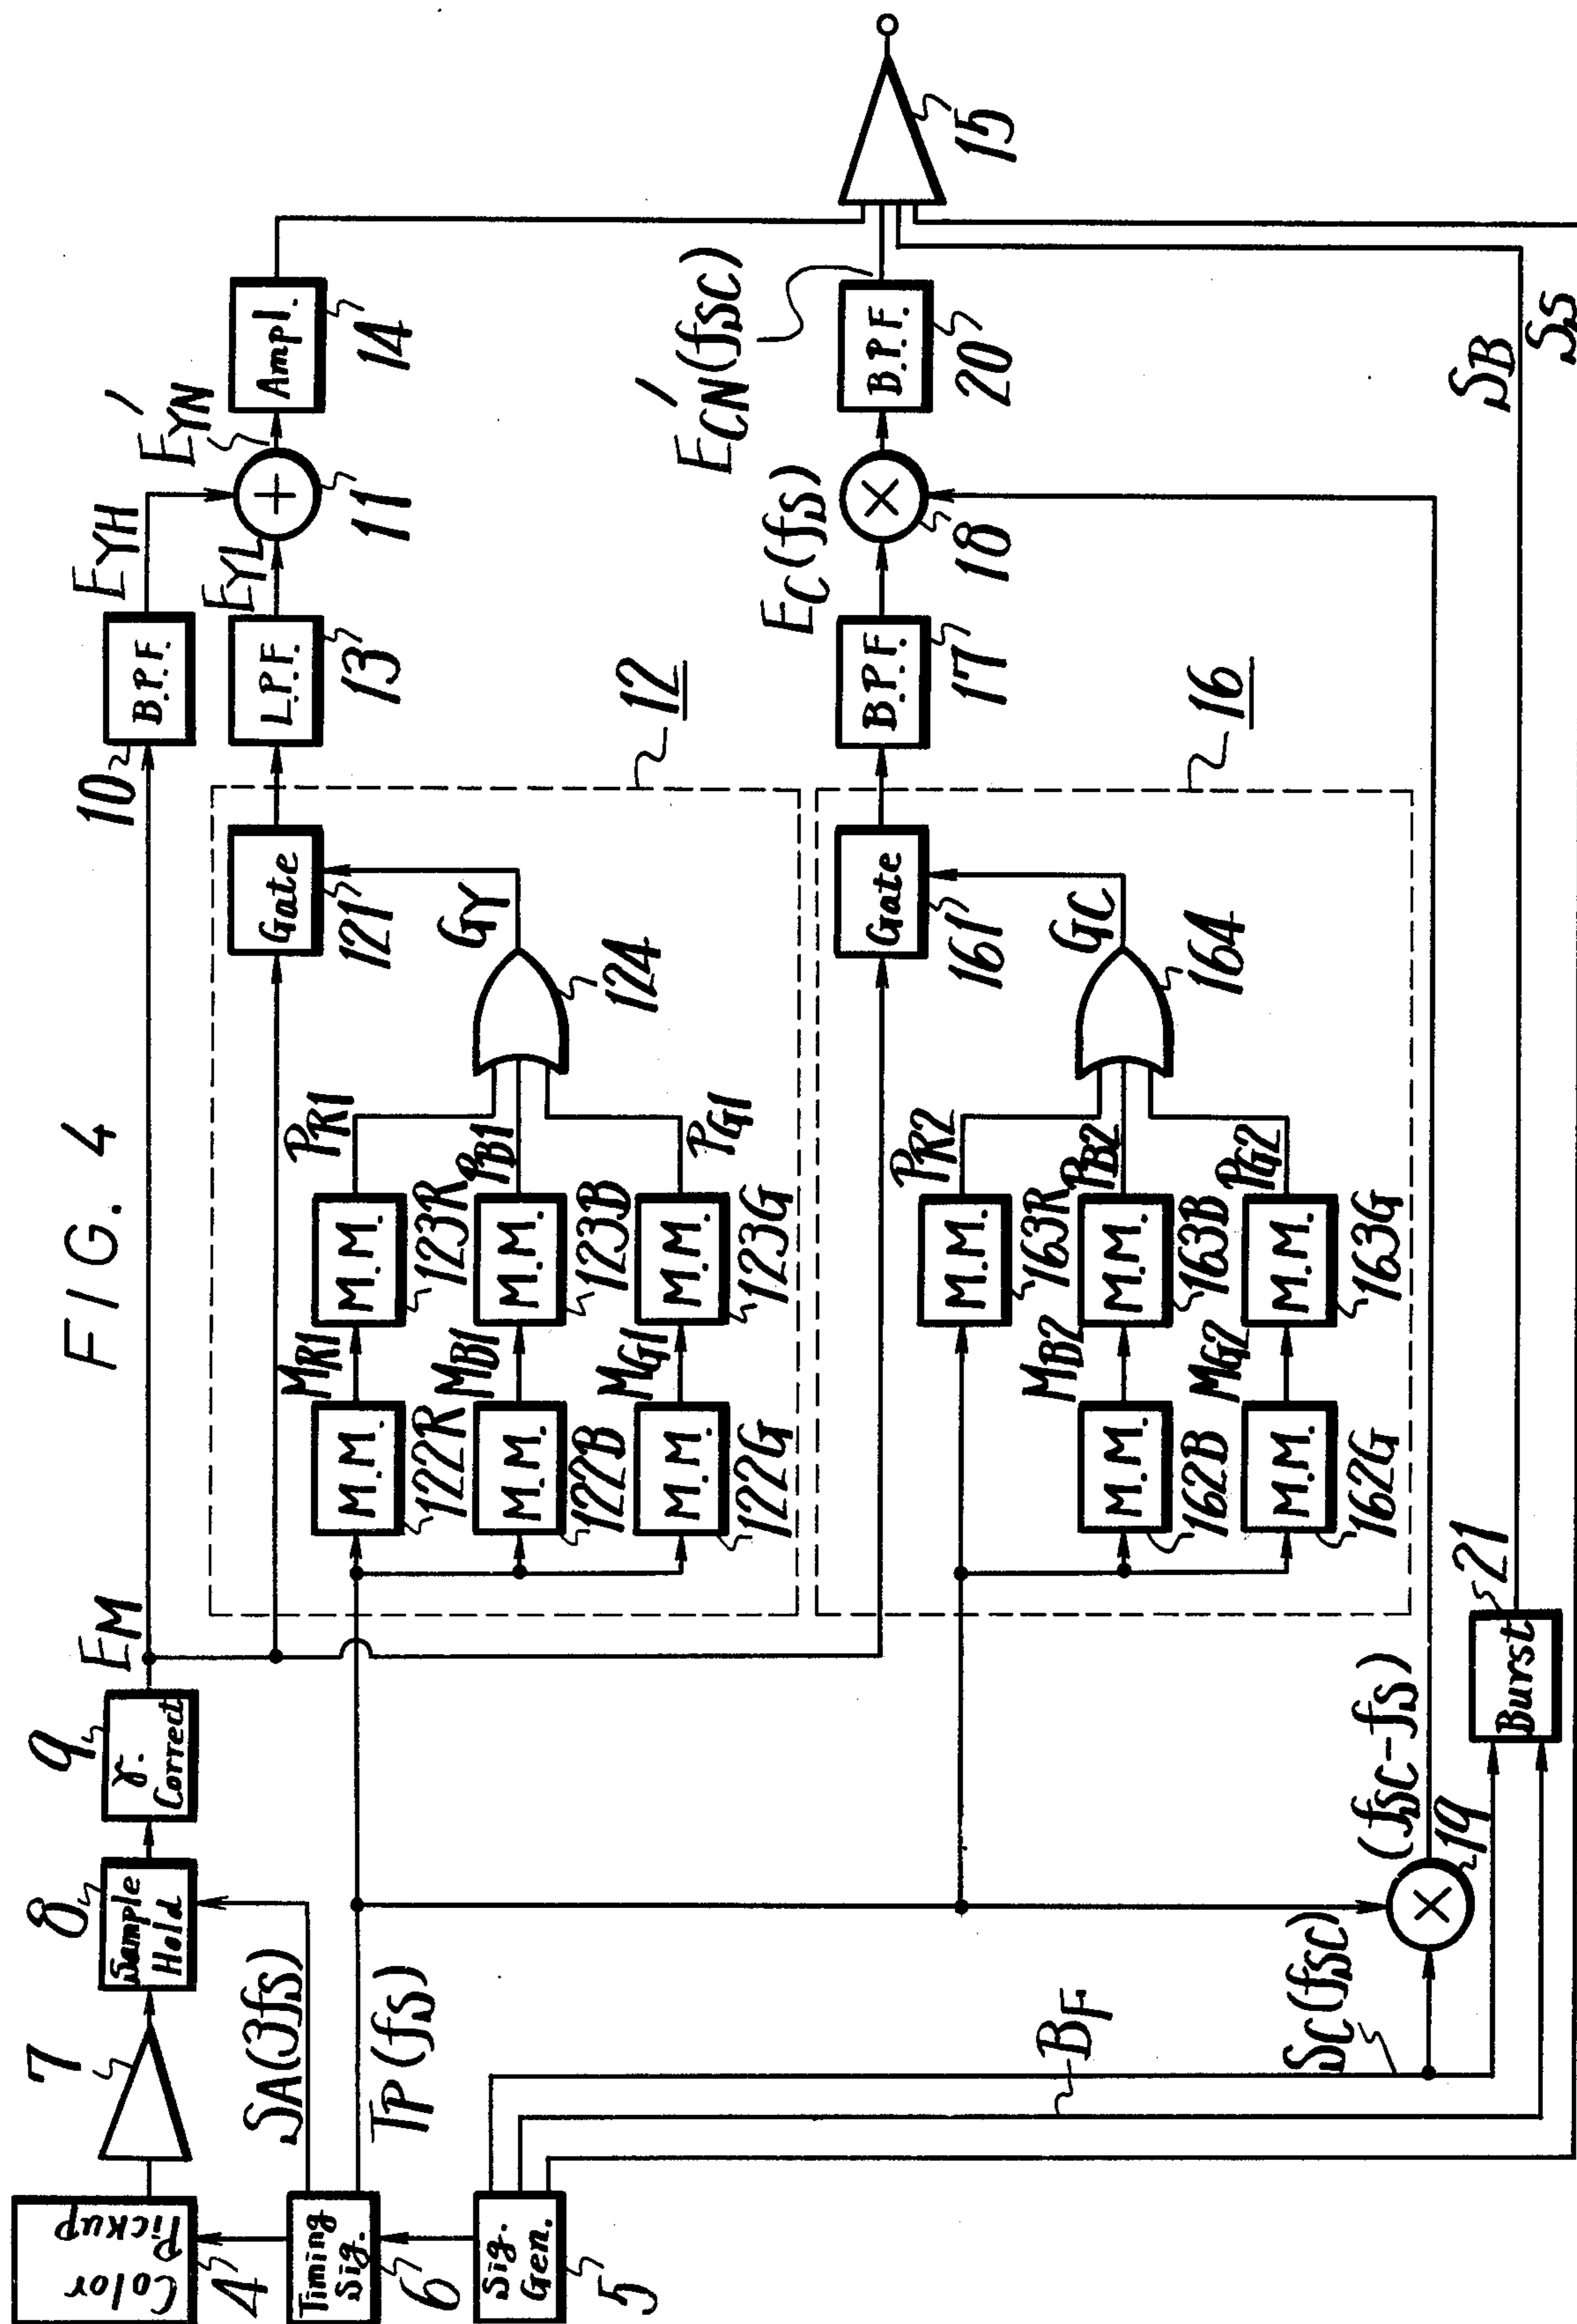 FIG. 4
Color
Pickup
4
7
8
Sample
Hold
9
γ.
Correct
EM
10
B.P.F.
EYH
EYL
L.P.F.
13
11
E'YN
Ampl.
14
15
Timing
Sig.
6
SA(3fS)
TP(fS)
Sig.
Gen.
5
BF
SC(fSC)
12
Gate
121
GY
124
M.M.
122R
MR1
M.M.
123R
PR1
M.M.
122B
MB1
M.M.
123B
PB1
M.M.
122G
MG1
M.M.
123G
PG1
16
Gate
161
GC
164
M.M.
163R
PR2
M.M.
162B
MB2
M.M.
163B
PB2
M.M.
162G
MG2
M.M.
163G
PG2
B.P.F.
17
EC(fS)
18
B.P.F.
20
E'CN(fSC)
19
(fSC-fS)
Burst
21
SB
SS